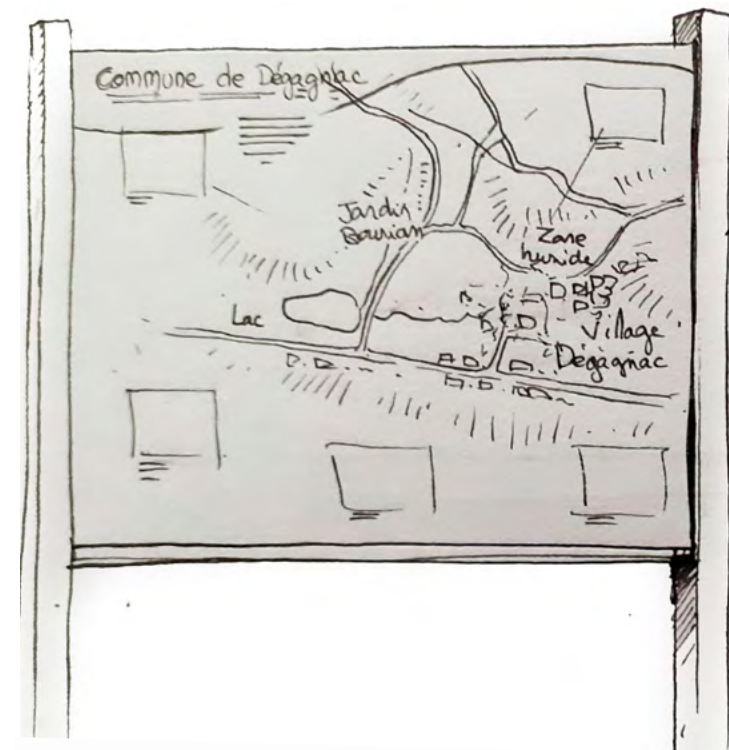 Commune de Dégagnac
Jardin
Bourian
Zone
humide
Lac
Village
Dégagnac